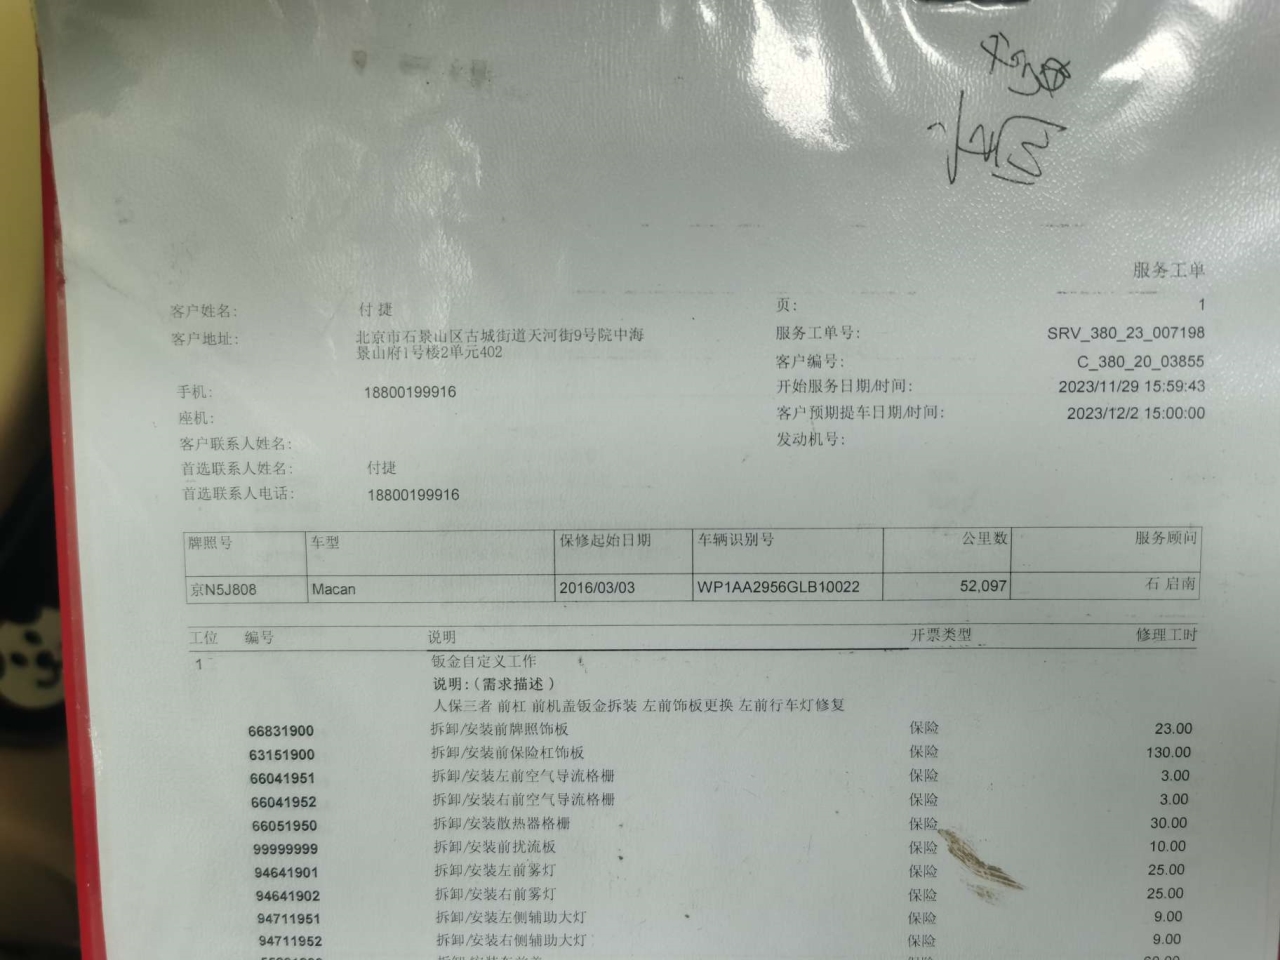 服务工单
客户姓名: 付 捷
客户地址: 北京市石景山区古城街道天河街9号院中海
景山府1号楼2单元402
手机: 18800199916
座机:
客户联系人姓名:
首选联系人姓名: 付捷
首选联系人电话: 18800199916
页: 1
服务工单号: SRV_380_23_007198
客户编号: C_380_20_03855
开始服务日期/时间: 2023/11/29 15:59:43
客户预期提车日期/时间: 2023/12/2 15:00:00
发动机号:
牌照号 车型 保修起始日期 车辆识别号 公里数 服务顾问
京N5J808 Macan 2016/03/03 WP1AA2956GLB10022 52,097 石 启南
工位 编号 说明 开票类型 修理工时
1 钣金自定义工作
说明:(需求描述)
人保三者 前杠 前机盖钣金拆装 左前饰板更换 左前行车灯修复
66831900 拆卸/安装前牌照饰板 保险 23.00
63151900 拆卸/安装前保险杠饰板 保险 130.00
66041951 拆卸/安装左前空气导流格栅 保险 3.00
66041952 拆卸/安装右前空气导流格栅 保险 3.00
66051950 拆卸/安装散热器格栅 保险 30.00
99999999 拆卸/安装前扰流板 保险 10.00
94641901 拆卸/安装左前雾灯 保险 25.00
94641902 拆卸/安装右前雾灯 保险 25.00
94711951 拆卸/安装左侧辅助大灯 保险 9.00
94711952 拆卸/安装右侧辅助大灯 保险 9.00